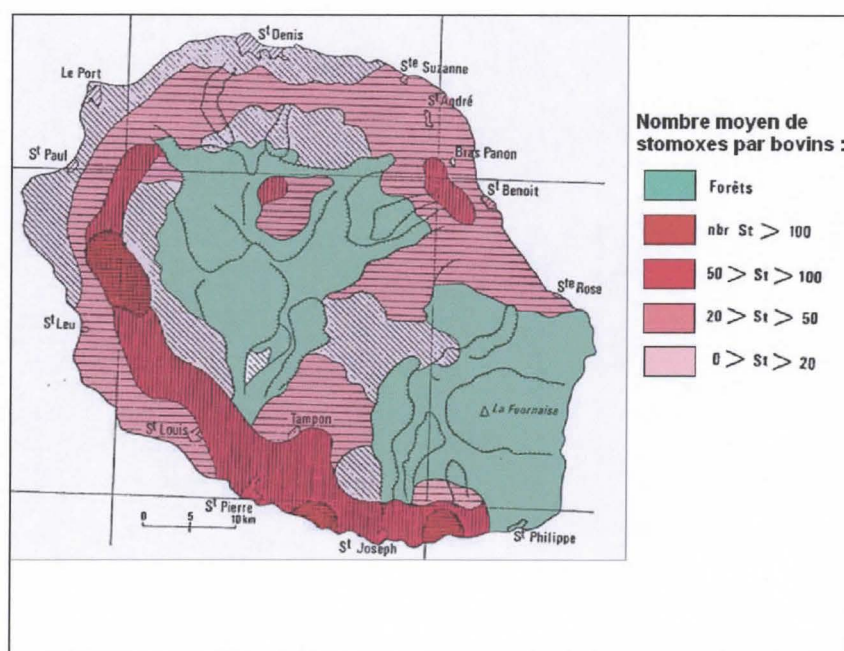 St Denis
Le Port
Ste Suzanne
St André
St Paul
Bras Panon
St Benoit
Ste Rose
St Leu
La Fournaise
Tampon
St Louis
St Pierre
0 5 10 km
St Joseph
St Philippe
Nombre moyen de
stomoxes par bovins :
Forêts
nbr St > 100
50 > St > 100
20 > St > 50
0 > St > 20